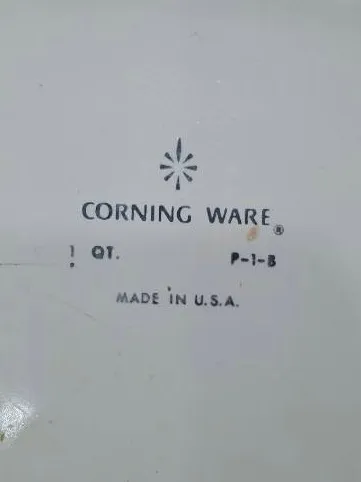 CORNING WARE®
1 QT. P-1-B
MADE IN U.S.A.